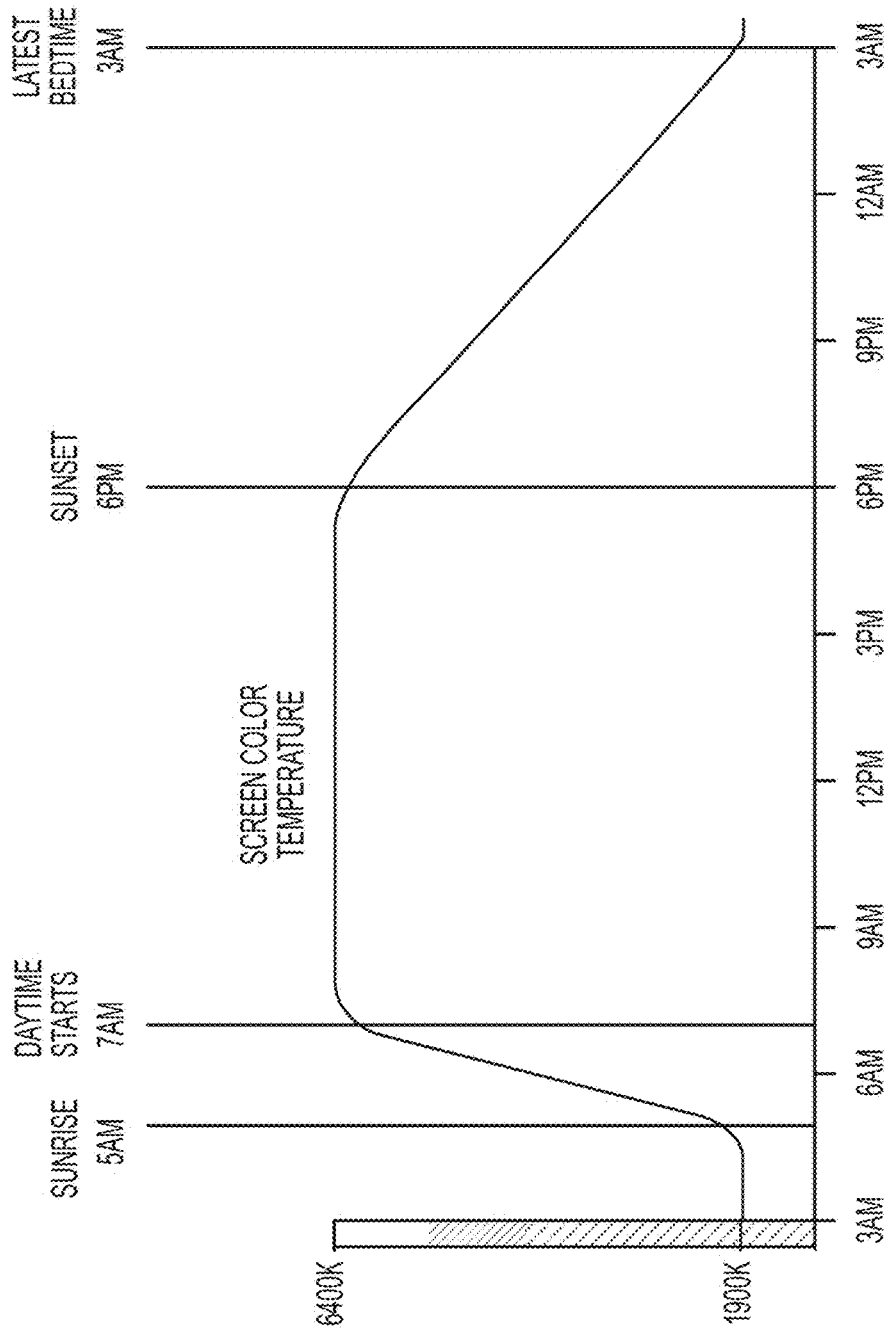 SUNRISE
5AM
DAYTIME
STARTS
7AM
SUNSET
6PM
LATEST
BEDTIME
3AM
SCREEN COLOR
TEMPERATURE
6400K
1900K
3AM
6AM
9AM
12PM
3PM
6PM
9PM
12AM
3AM